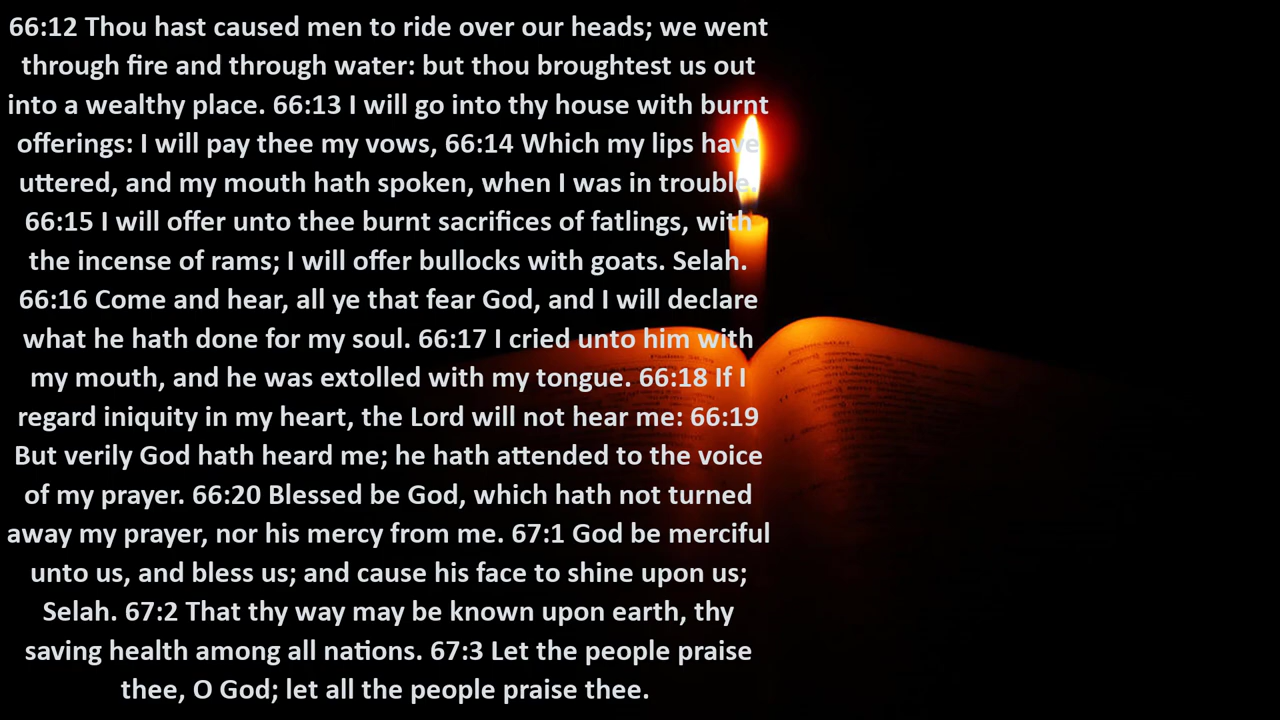 66:12 Thou hast caused men to ride over our heads; we went
through fire and through water: but thou broughtest us out
into a wealthy place. 66:13 I will go into thy house with burnt
offerings: I will pay thee my vows, 66:14 Which my lips have
uttered, and my mouth hath spoken, when I was in trouble.
66:15 I will offer unto thee burnt sacrifices of fatlings, with
the incense of rams; I will offer bullocks with goats. Selah.
66:16 Come and hear, all ye that fear God, and I will declare
what he hath done for my soul. 66:17 I cried unto him with
my mouth, and he was extolled with my tongue. 66:18 If I
regard iniquity in my heart, the Lord will not hear me: 66:19
But verily God hath heard me; he hath attended to the voice
of my prayer. 66:20 Blessed be God, which hath not turned
away my prayer, nor his mercy from me. 67:1 God be merciful
unto us, and bless us; and cause his face to shine upon us;
Selah. 67:2 That thy way may be known upon earth, thy
saving health among all nations. 67:3 Let the people praise
thee, O God; let all the people praise thee.